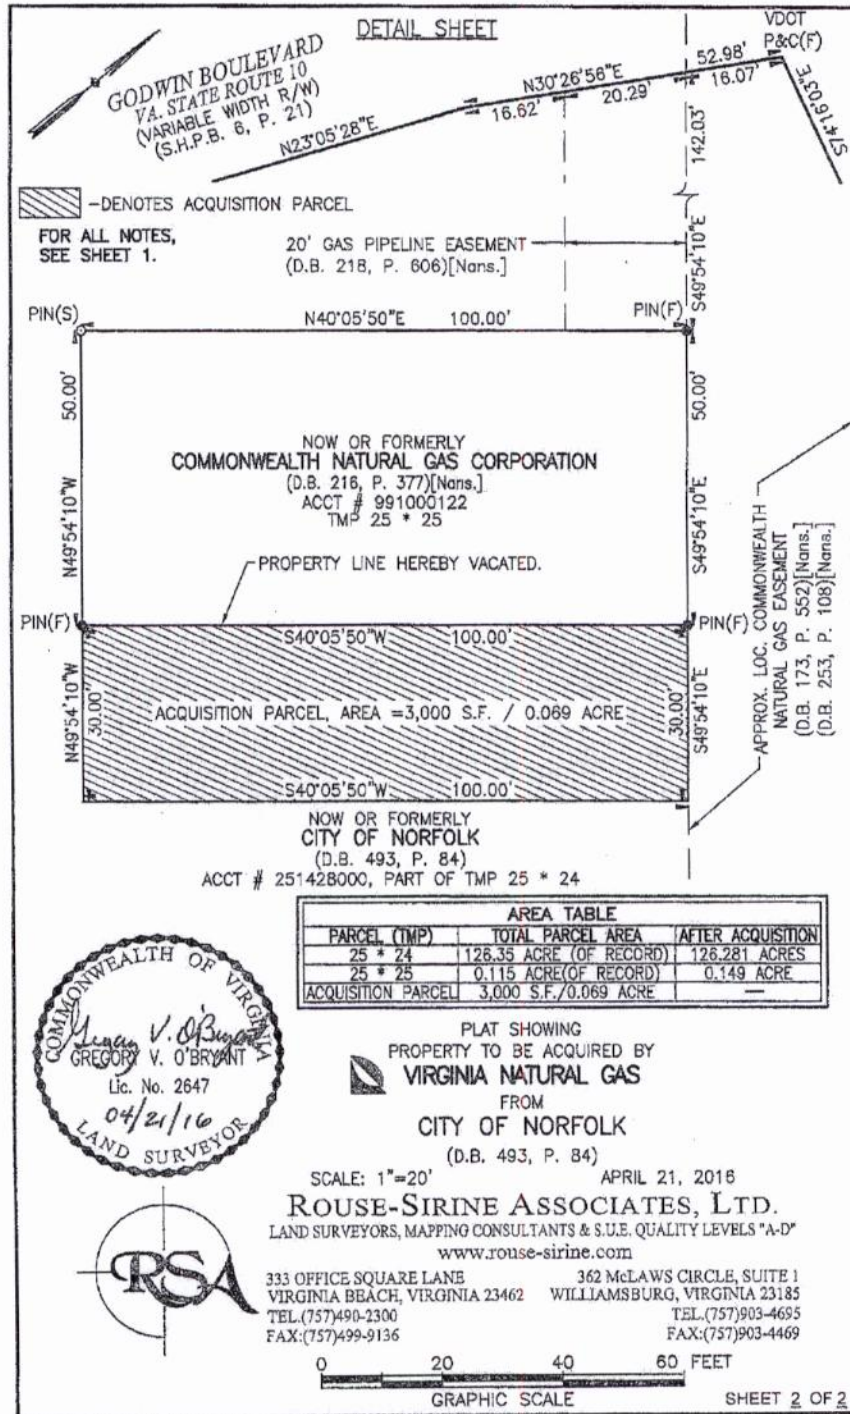 DETAIL SHEET
VDOT
P&C(F)
GODWIN BOULEVARD
VA. STATE ROUTE 10
(VARIABLE WIDTH R/W)
(S.H.P.B. 6, P. 21)
N23°05'28"E
N30°26'56"E
52.98'
16.62'
20.29'
16.07'
S74°16'03"E
142.03'
S49°54'10"E
-DENOTES ACQUISITION PARCEL
FOR ALL NOTES,
SEE SHEET 1.
20' GAS PIPELINE EASEMENT
(D.B. 218, P. 606)[Nans.]
PIN(S)
N40°05'50"E 100.00'
PIN(F)
50.00'
N49°54'10"W
50.00'
S49°54'10"E
NOW OR FORMERLY
COMMONWEALTH NATURAL GAS CORPORATION
(D.B. 216, P. 377)[Nans.]
ACCT # 991000122
TMP 25 * 25
PROPERTY LINE HEREBY VACATED.
APPROX. LOC. COMMONWEALTH
NATURAL GAS EASEMENT
(D.B. 173, P. 552)[Nans.]
(D.B. 253, P. 108)[Nans.]
PIN(F)
S40°05'50"W 100.00'
PIN(F)
N49°54'10"W
30.00'
ACQUISITION PARCEL, AREA =3,000 S.F. / 0.069 ACRE
30.00'
S49°54'10"E
S40°05'50"W 100.00'
NOW OR FORMERLY
CITY OF NORFOLK
(D.B. 493, P. 84)
ACCT # 251428000, PART OF TMP 25 * 24
AREA TABLE
PARCEL (TMP) TOTAL PARCEL AREA AFTER ACQUISITION
25 * 24 126.35 ACRE (OF RECORD) 126.281 ACRES
25 * 25 0.115 ACRE(OF RECORD) 0.149 ACRE
ACQUISITION PARCEL 3,000 S.F./0.069 ACRE —
COMMONWEALTH OF VIRGINIA
Gregory V. O'Bryant
GREGORY V. O'BRYANT
Lic. No. 2647
04/21/16
LAND SURVEYOR
PLAT SHOWING
PROPERTY TO BE ACQUIRED BY
VIRGINIA NATURAL GAS
FROM
CITY OF NORFOLK
(D.B. 493, P. 84)
SCALE: 1"=20' APRIL 21, 2016
ROUSE-SIRINE ASSOCIATES, LTD.
LAND SURVEYORS, MAPPING CONSULTANTS & S.U.E. QUALITY LEVELS "A-D"
www.rouse-sirine.com
RSA
333 OFFICE SQUARE LANE
VIRGINIA BEACH, VIRGINIA 23462
TEL.(757)490-2300
FAX:(757)499-9136
362 McLAWS CIRCLE, SUITE 1
WILLIAMSBURG, VIRGINIA 23185
TEL.(757)903-4695
FAX:(757)903-4469
0 20 40 60 FEET
GRAPHIC SCALE
SHEET 2 OF 2